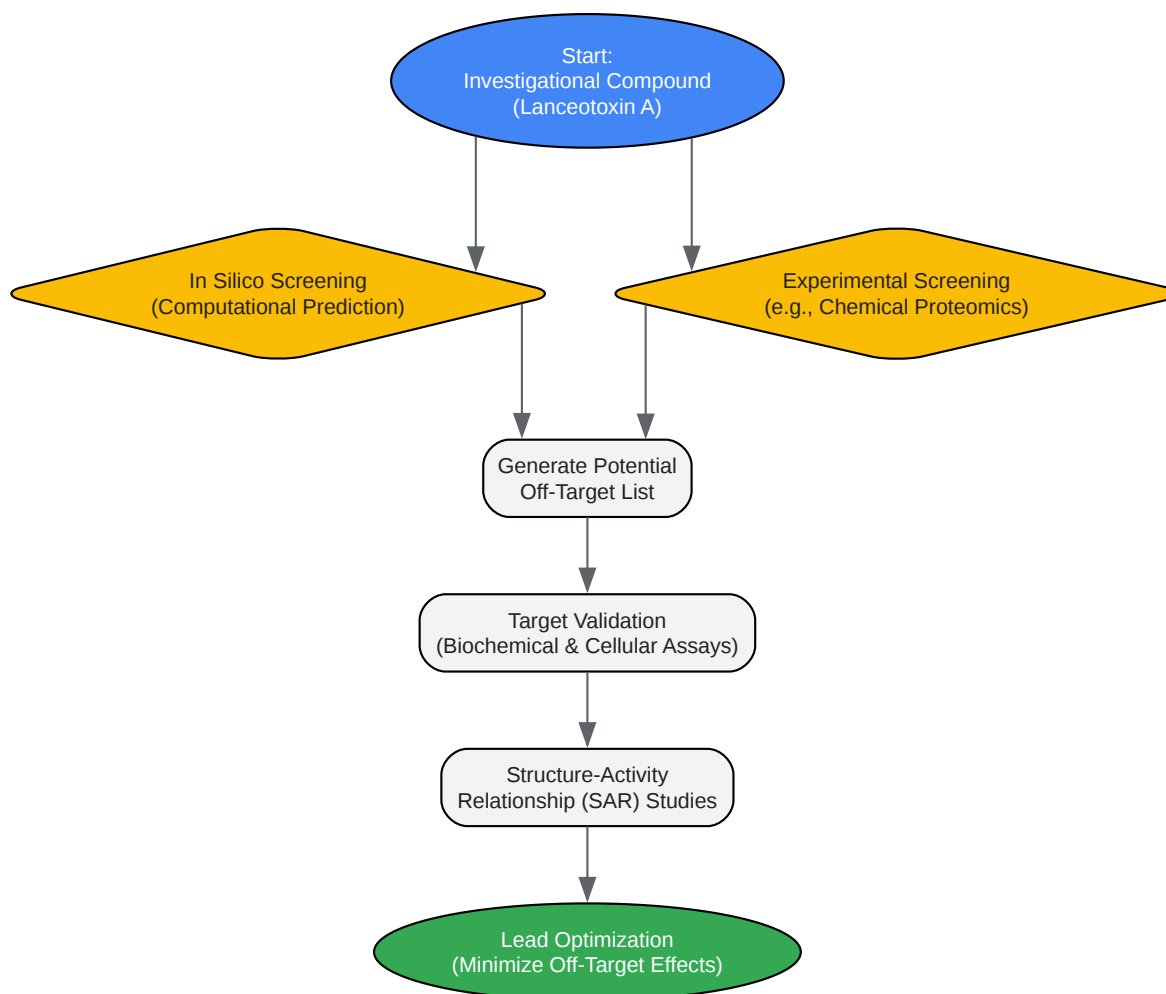 Start:
Investigational Compound
(Lanceotoxin A)
In Silico Screening
(Computational Prediction)
Experimental Screening
(e.g., Chemical Proteomics)
Generate Potential
Off-Target List
Target Validation
(Biochemical & Cellular Assays)
Structure-Activity
Relationship (SAR) Studies
Lead Optimization
(Minimize Off-Target Effects)